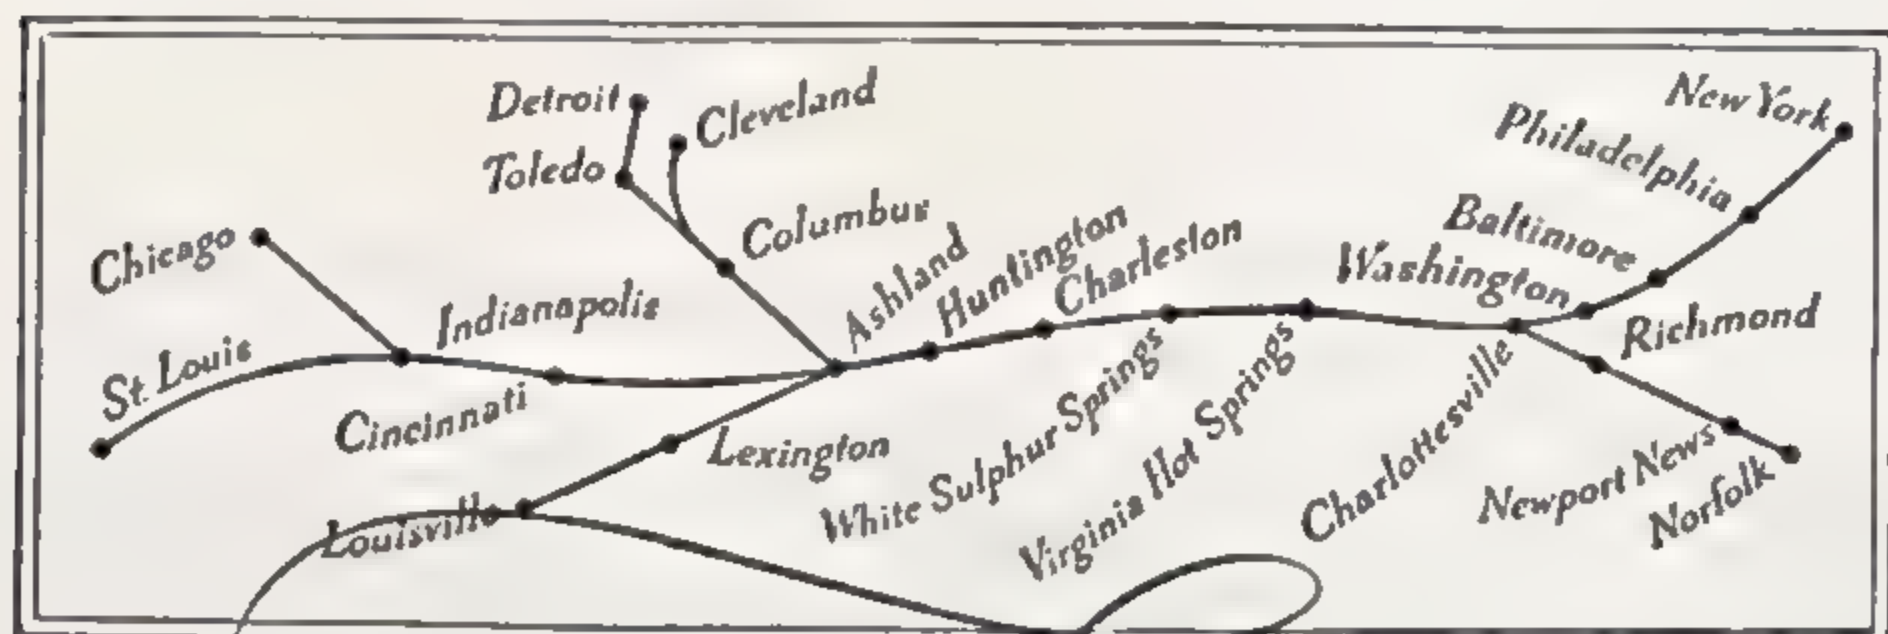 Detroit
Cleveland
Toledo
New York
Philadelphia
Columbus
Baltimore
Chicago
Ashland
Huntington
Charleston
Washington
Indianapolis
St. Louis
Richmond
Cincinnati
Lexington
White Sulphur Springs
Virginia Hot Springs
Charlottesville
Newport News
Norfolk
Louisville